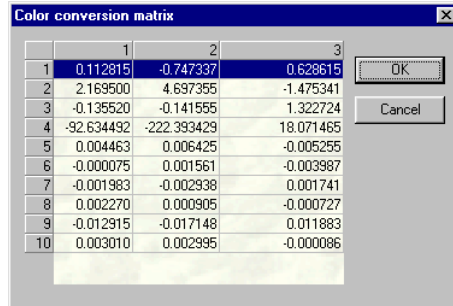 Color conversion matrix
1 2 3
1 0.112815 -0.747337 0.628615 OK
2 2.169500 4.697355 -1.475341
3 -0.135520 -0.141555 1.322724 Cancel
4 -92.634492 -222.393429 18.071465
5 0.004463 0.006425 -0.005255
6 -0.000075 0.001561 -0.003987
7 -0.001983 -0.002938 0.001741
8 0.002270 0.000905 -0.000727
9 -0.012915 -0.017148 0.011883
10 0.003010 0.002995 -0.000086